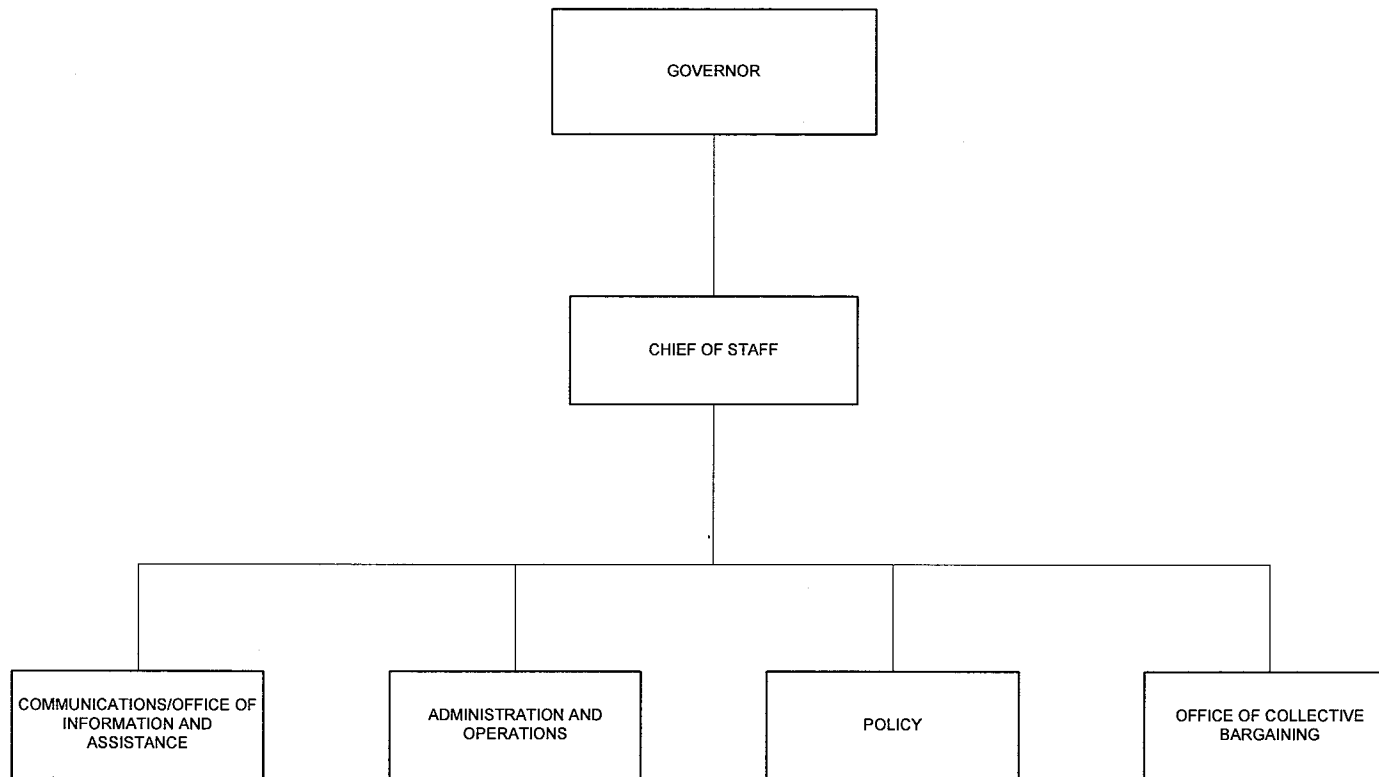 GOVERNOR
CHIEF OF STAFF
COMMUNICATIONS/OFFICE OF
INFORMATION AND
ASSISTANCE
ADMINISTRATION AND
OPERATIONS
POLICY
OFFICE OF COLLECTIVE
BARGAINING